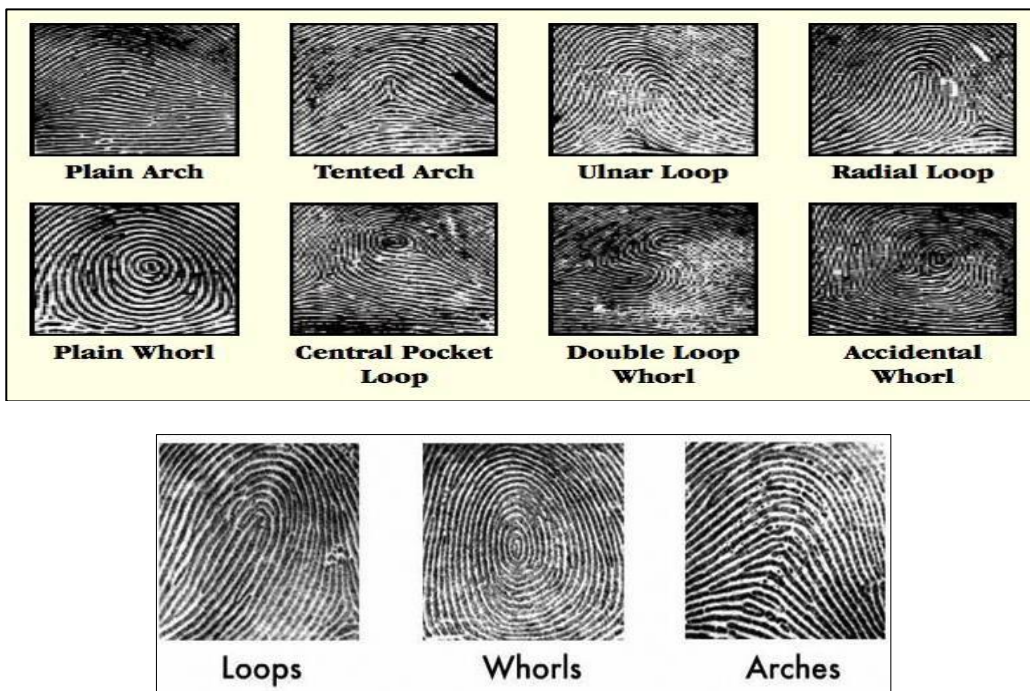 Plain Arch
Tented Arch
Ulnar Loop
Radial Loop
Plain Whorl
Central Pocket
Loop
Double Loop
Whorl
Accidental
Whorl
Loops
Whorls
Arches